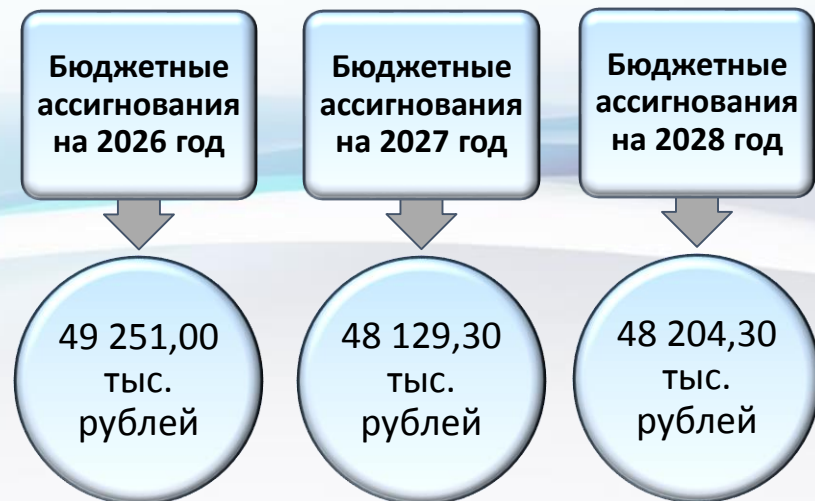 Бюджетные
ассигнования
на 2026 год
49 251,00
тыс.
рублей
Бюджетные
ассигнования
на 2027 год
48 129,30
тыс.
рублей
Бюджетные
ассигнования
на 2028 год
48 204,30
тыс.
рублей